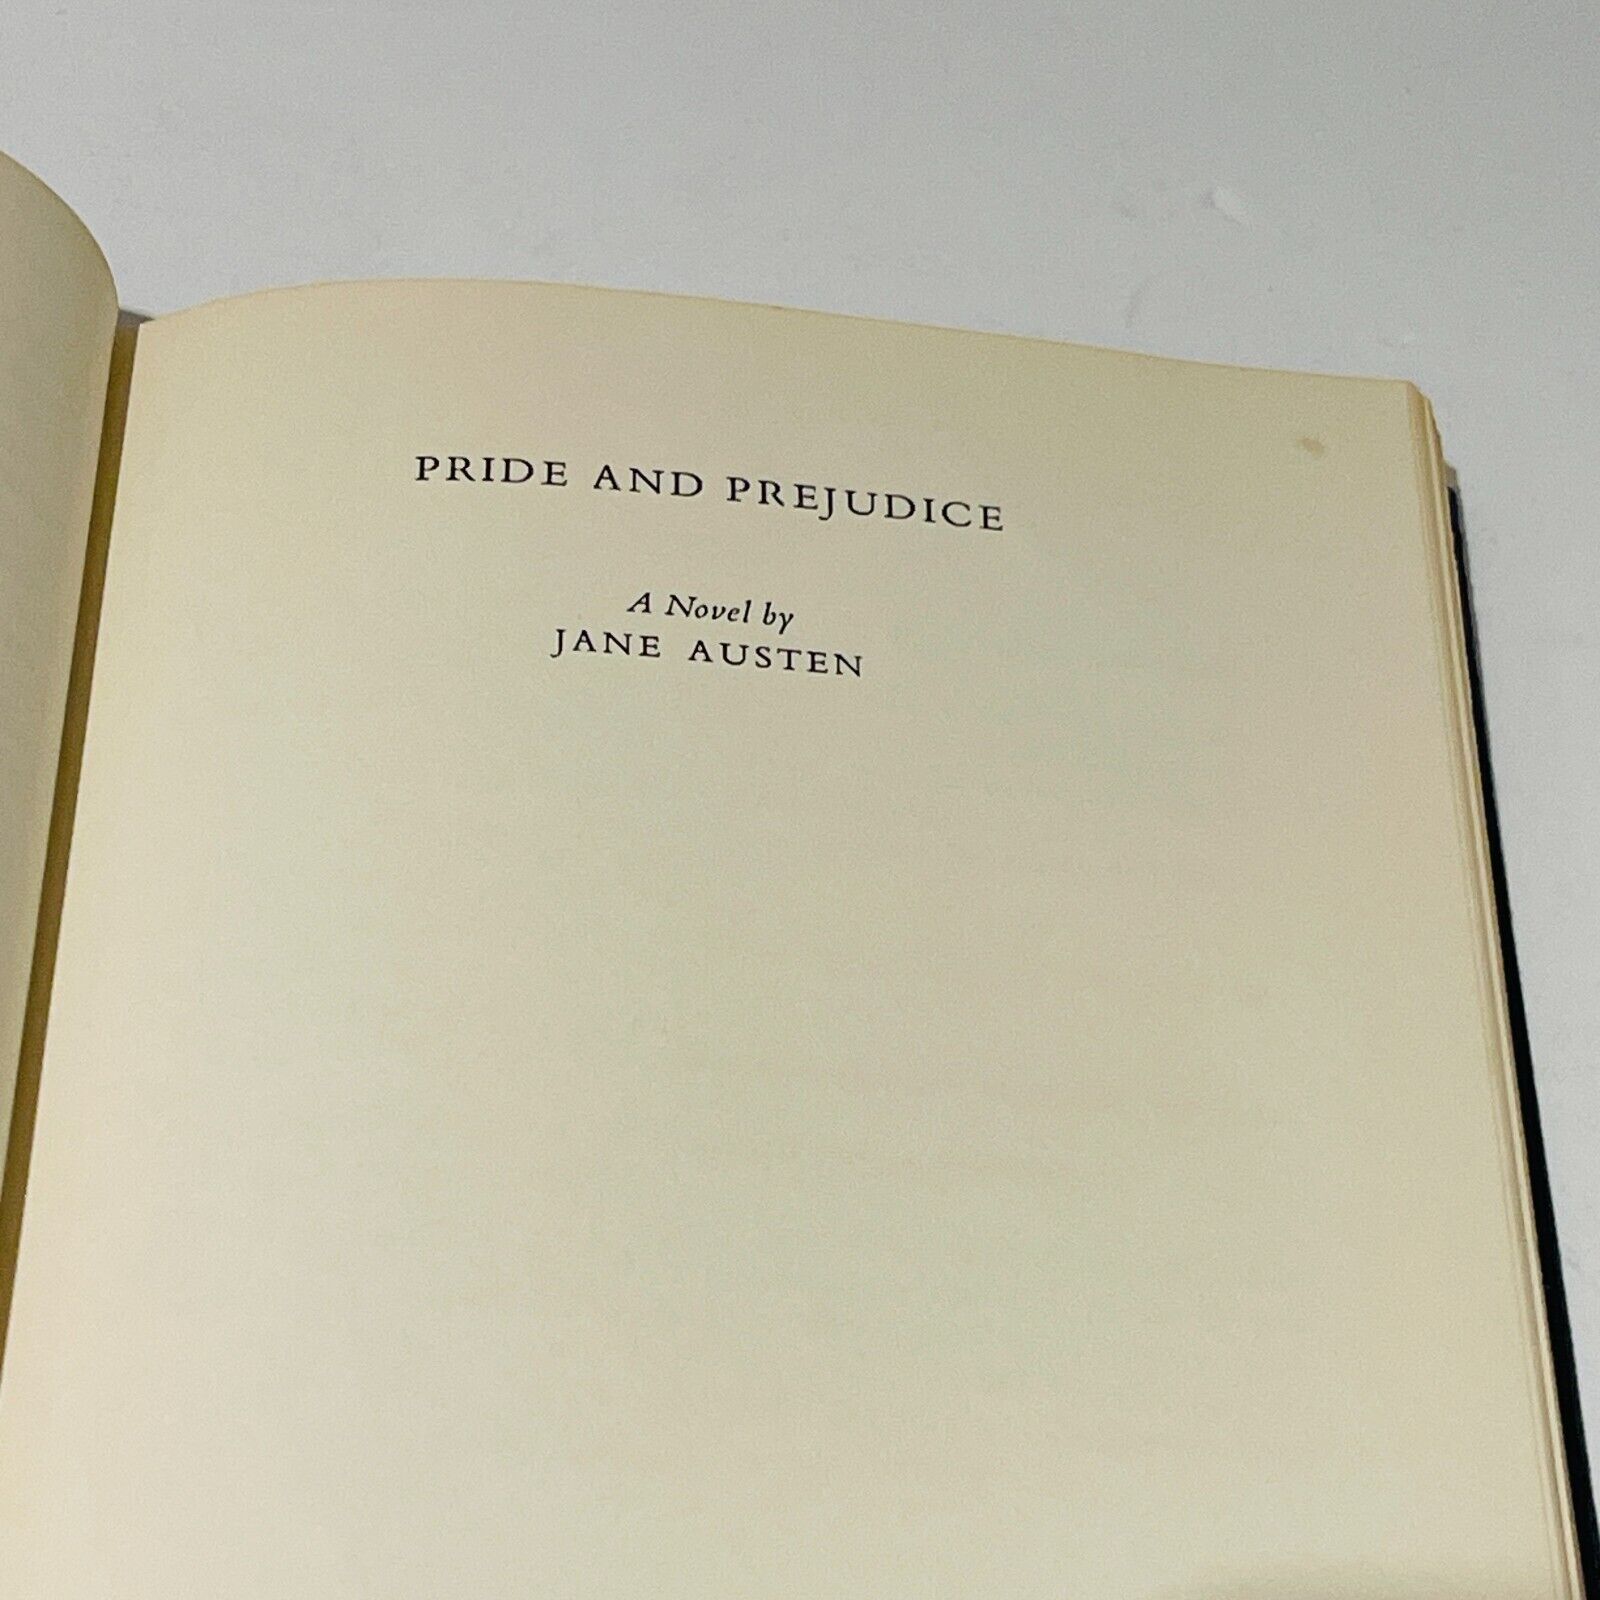 PRIDE AND PREJUDICE
A Novel by
JANE AUSTEN